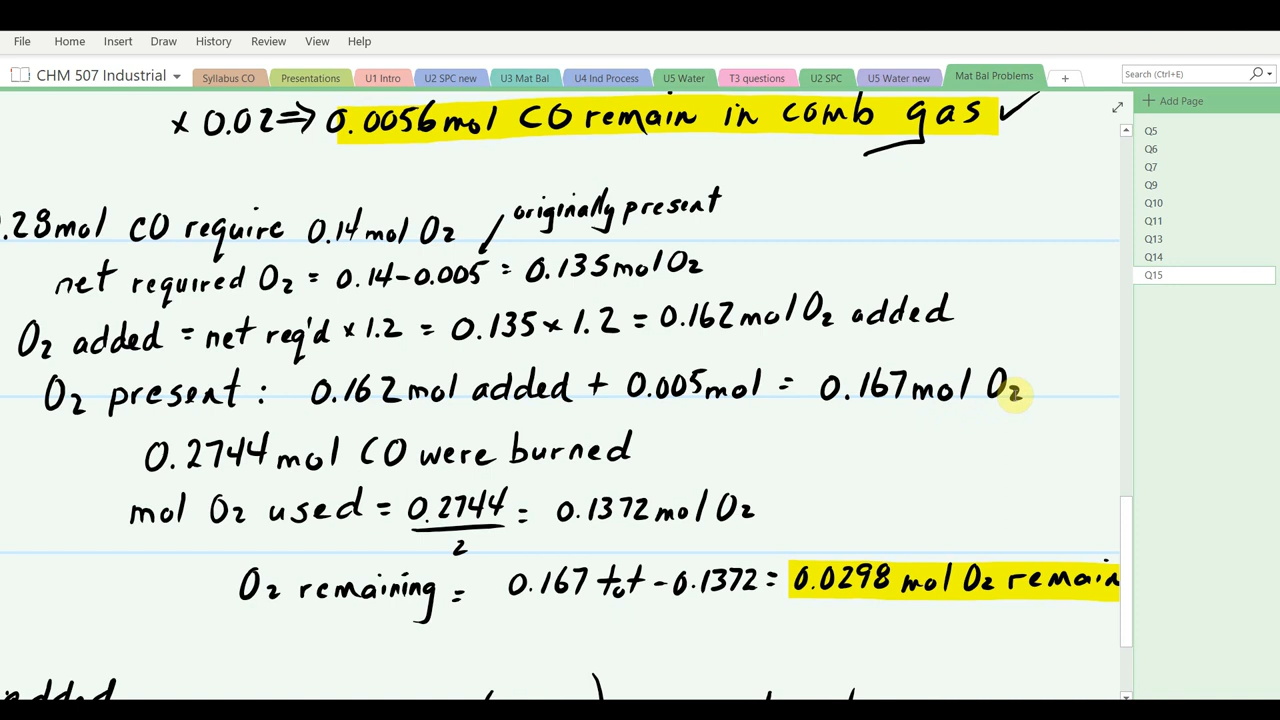 File Home Insert Draw History Review View Help
CHM 507 Industrial Syllabus CO Presentations U1 Intro U2 SPC new U3 Mat Bal U4 Ind Process U5 Water T3 questions U2 SPC U5 Water new Mat Bal Problems + Search (Ctrl+E)
+ Add Page
Q5
Q6
Q7
Q9
Q10
Q11
Q13
Q14
Q15
x 0.02 ⇒ 0.0056 mol CO remain in comb gas ✓
.28 mol CO require 0.14 mol O₂ originally present
net required O₂ = 0.14 - 0.005 = 0.135 mol O₂
O₂ added = net req'd x 1.2 = 0.135 x 1.2 = 0.162 mol O₂ added
O₂ present : 0.162 mol added + 0.005 mol = 0.167 mol O₂
0.2744 mol CO were burned
mol O₂ used = 0.2744 / 2 = 0.1372 mol O₂
O₂ remaining = 0.167 tot - 0.1372 = 0.0298 mol O₂ remain
added